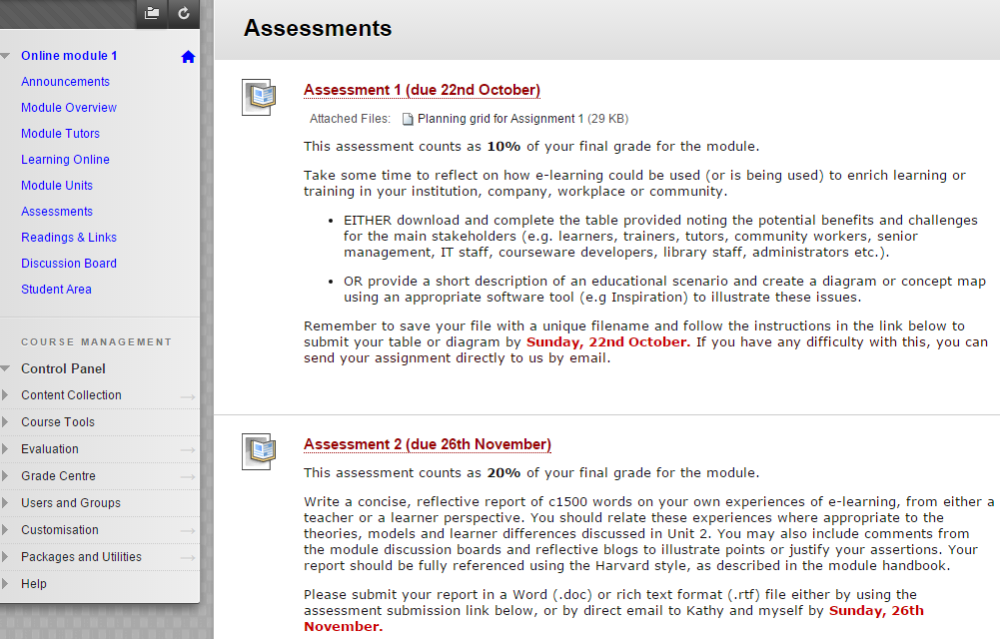 Online module 1
Announcements
Module Overview
Module Tutors
Learning Online
Module Units
Assessments
Readings & Links
Discussion Board
Student Area
COURSE MANAGEMENT
Control Panel
Content Collection
Course Tools
Evaluation
Grade Centre
Users and Groups
Customisation
Packages and Utilities
Help
Assessments
Assessment 1 (due 22nd October)
Attached Files: Planning grid for Assignment 1 (29 KB)
This assessment counts as 10% of your final grade for the module.
Take some time to reflect on how e-learning could be used (or is being used) to enrich learning or
training in your institution, company, workplace or community.
• EITHER download and complete the table provided noting the potential benefits and challenges
for the main stakeholders (e.g. learners, trainers, tutors, community workers, senior
management, IT staff, courseware developers, library staff, administrators etc.).
• OR provide a short description of an educational scenario and create a diagram or concept map
using an appropriate software tool (e.g Inspiration) to illustrate these issues.
Remember to save your file with a unique filename and follow the instructions in the link below to
submit your table or diagram by Sunday, 22nd October. If you have any difficulty with this, you can
send your assignment directly to us by email.
Assessment 2 (due 26th November)
This assessment counts as 20% of your final grade for the module.
Write a concise, reflective report of c1500 words on your own experiences of e-learning, from either a
teacher or a learner perspective. You should relate these experiences where appropriate to the
theories, models and learner differences discussed in Unit 2. You may also include comments from
the module discussion boards and reflective blogs to illustrate points or justify your assertions. Your
report should be fully referenced using the Harvard style, as described in the module handbook.
Please submit your report in a Word (.doc) or rich text format (.rtf) file either by using the
assessment submission link below, or by direct email to Kathy and myself by Sunday, 26th
November.